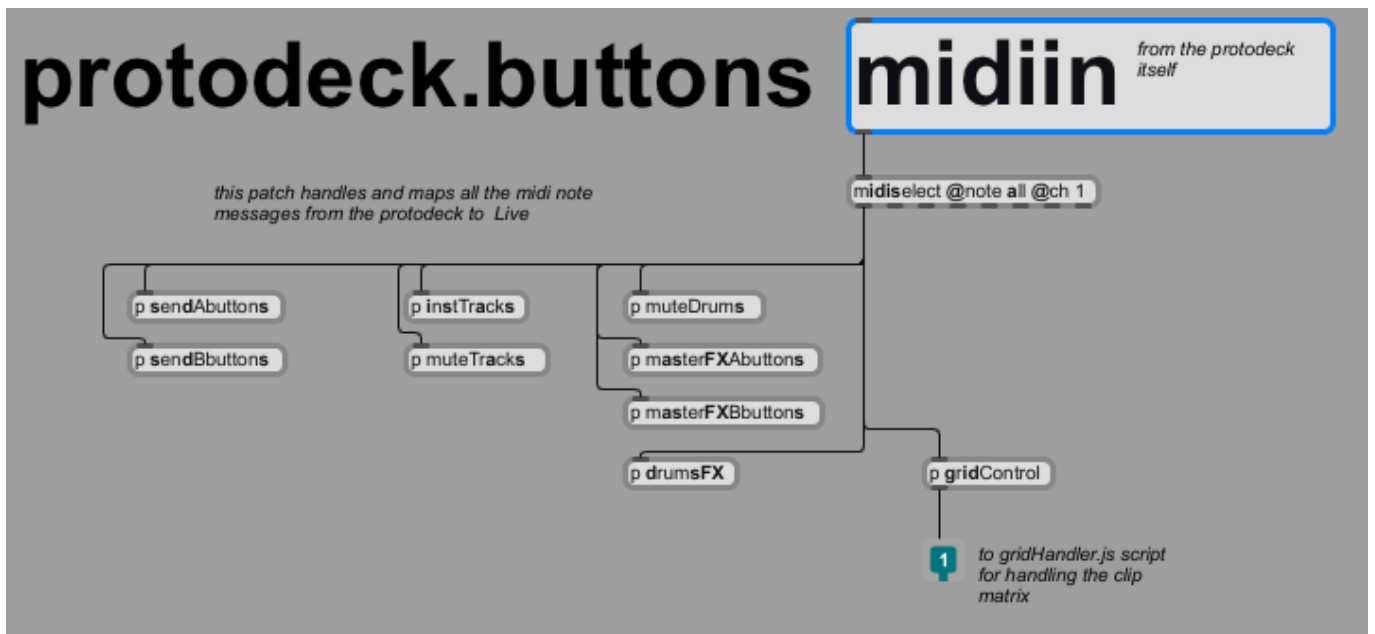 protodeck.buttons
midiin
from the protodeck
itself
midiselect @note all @ch 1
this patch handles and maps all the midi note
messages from the protodeck to  Live
p sendAbuttons
p instTracks
p muteDrums
p sendBbuttons
p muteTracks
p masterFXAbuttons
p masterFXBbuttons
p drumsFX
p gridControl
1
to gridHandler.js script
for handling the clip
matrix